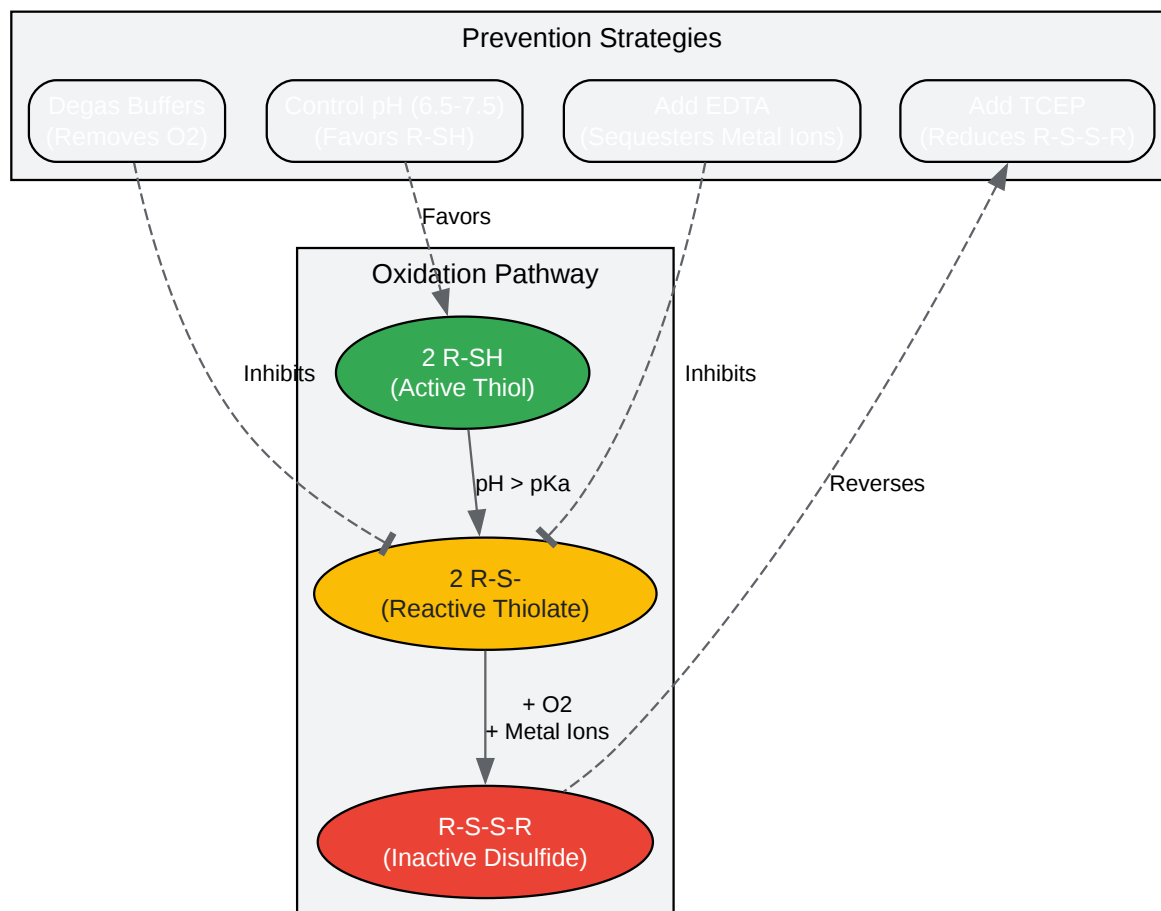 Prevention Strategies
Degas Buffers
(Removes O2)
Control pH (6.5-7.5)
(Favors R-SH)
Add EDTA
(Sequesters Metal Ions)
Add TCEP
(Reduces R-S-S-R)
Favors
Oxidation Pathway
2 R-SH
(Active Thiol)
Inhibits
Inhibits
pH > pKa
Reverses
2 R-S-
(Reactive Thiolate)
+ O2
+ Metal Ions
R-S-S-R
(Inactive Disulfide)